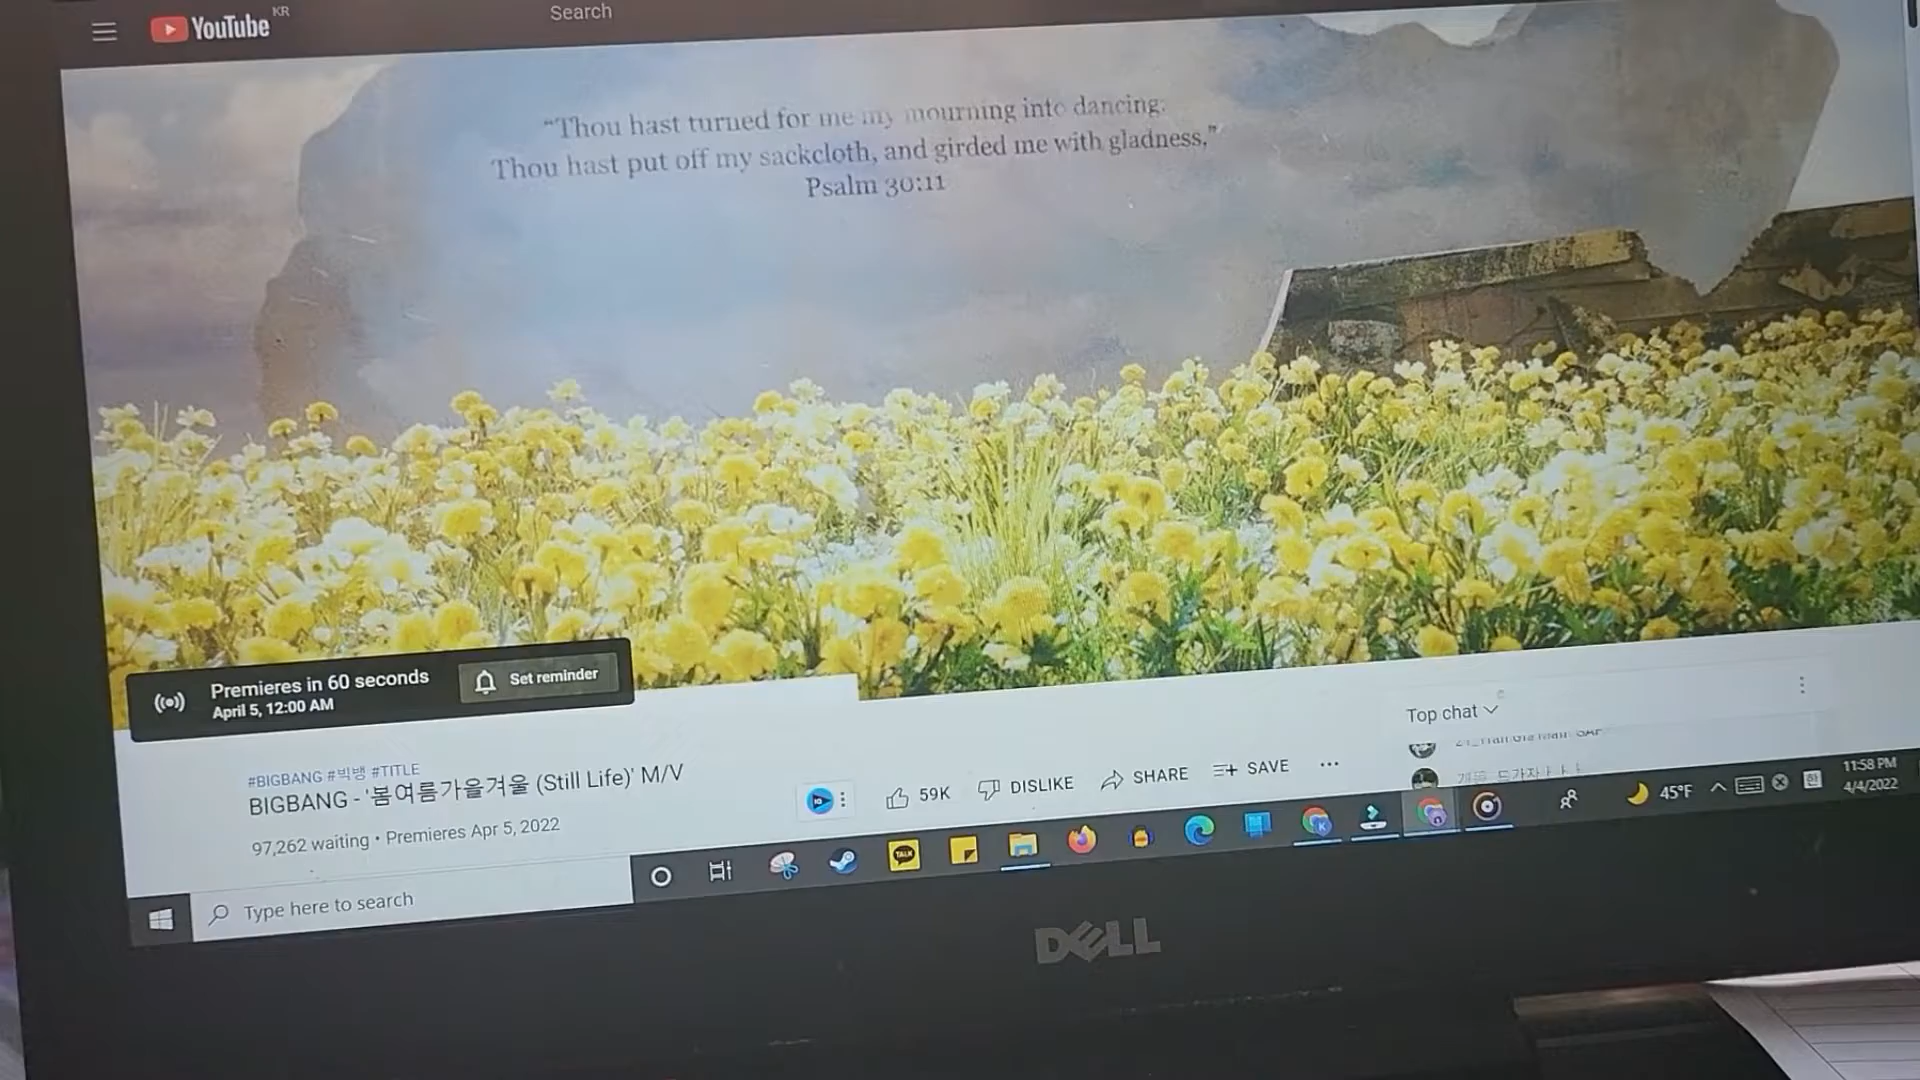 YouTube KR
Search
"Thou hast turned for me my mourning into dancing:
Thou hast put off my sackcloth, and girded me with gladness,"
Psalm 30:11
Premieres in 60 seconds
April 5, 12:00 AM
Set reminder
#BIGBANG #빅뱅 #TITLE
BIGBANG - '봄여름가을겨울 (Still Life)' M/V
97,262 waiting • Premieres Apr 5, 2022
59K
DISLIKE
SHARE
SAVE
Top chat
Type here to search
TALK
45°F
한
11:58 PM
4/4/2022
DELL